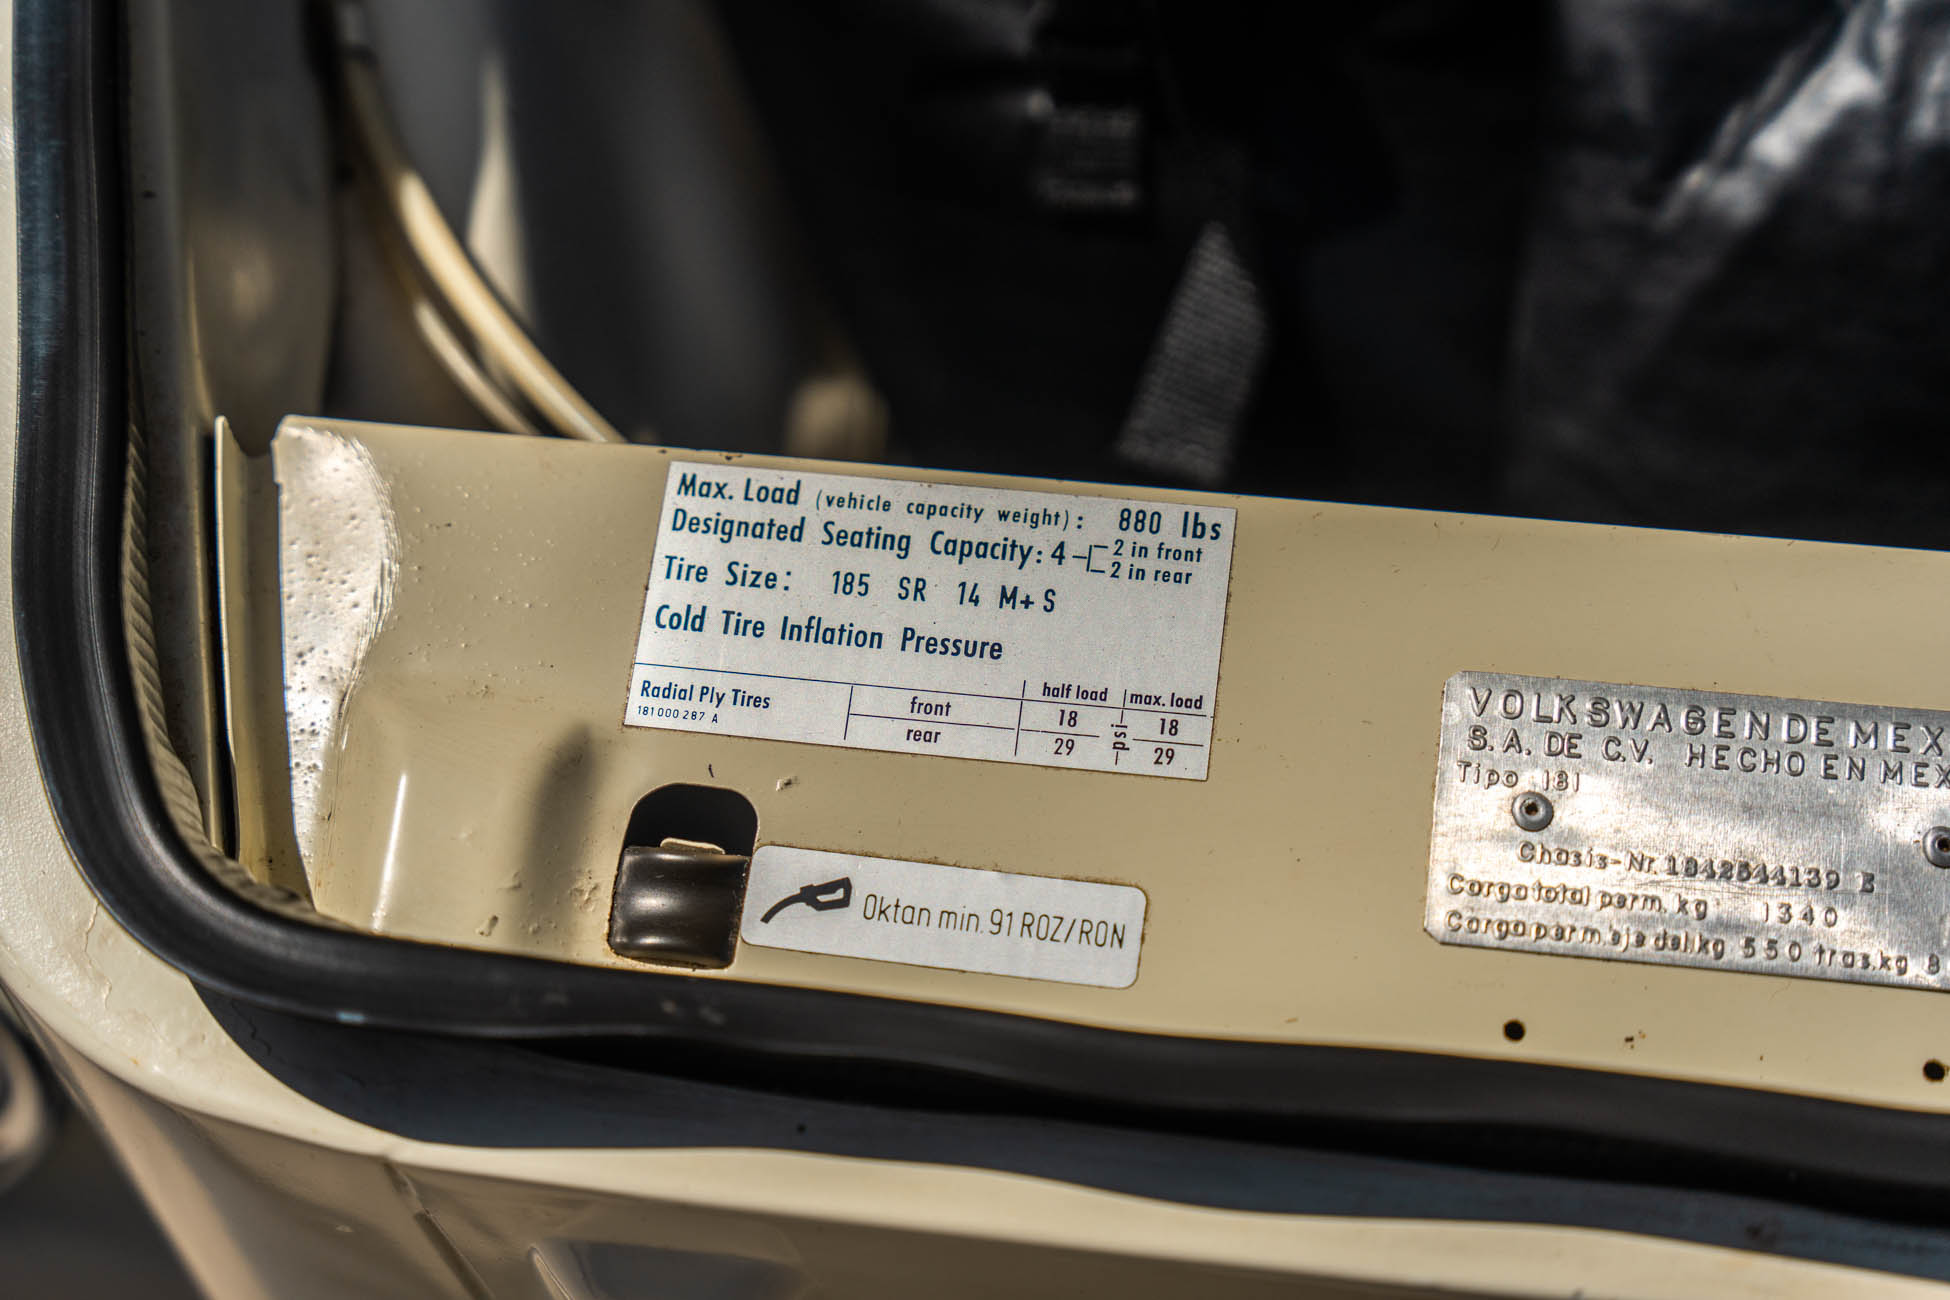 Max. Load (vehicle capacity weight): 880 lbs
Designated Seating Capacity: 4 2 in front
2 in rear
Tire Size: 185 SR 14 M+S
Cold Tire Inflation Pressure
Radial Ply Tires front half load max. load
181 000 287 A 18 psi 18
rear 29 29
Oktan min. 91 ROZ/RON
VOLKSWAGEN DE MEX
S.A. DE C.V. HECHO EN MEX
Tipo 181
Chasis-Nr. 1842544139 E
Carga total perm. kg 1340
Carga perm. eje del. kg 550 tras. kg 8